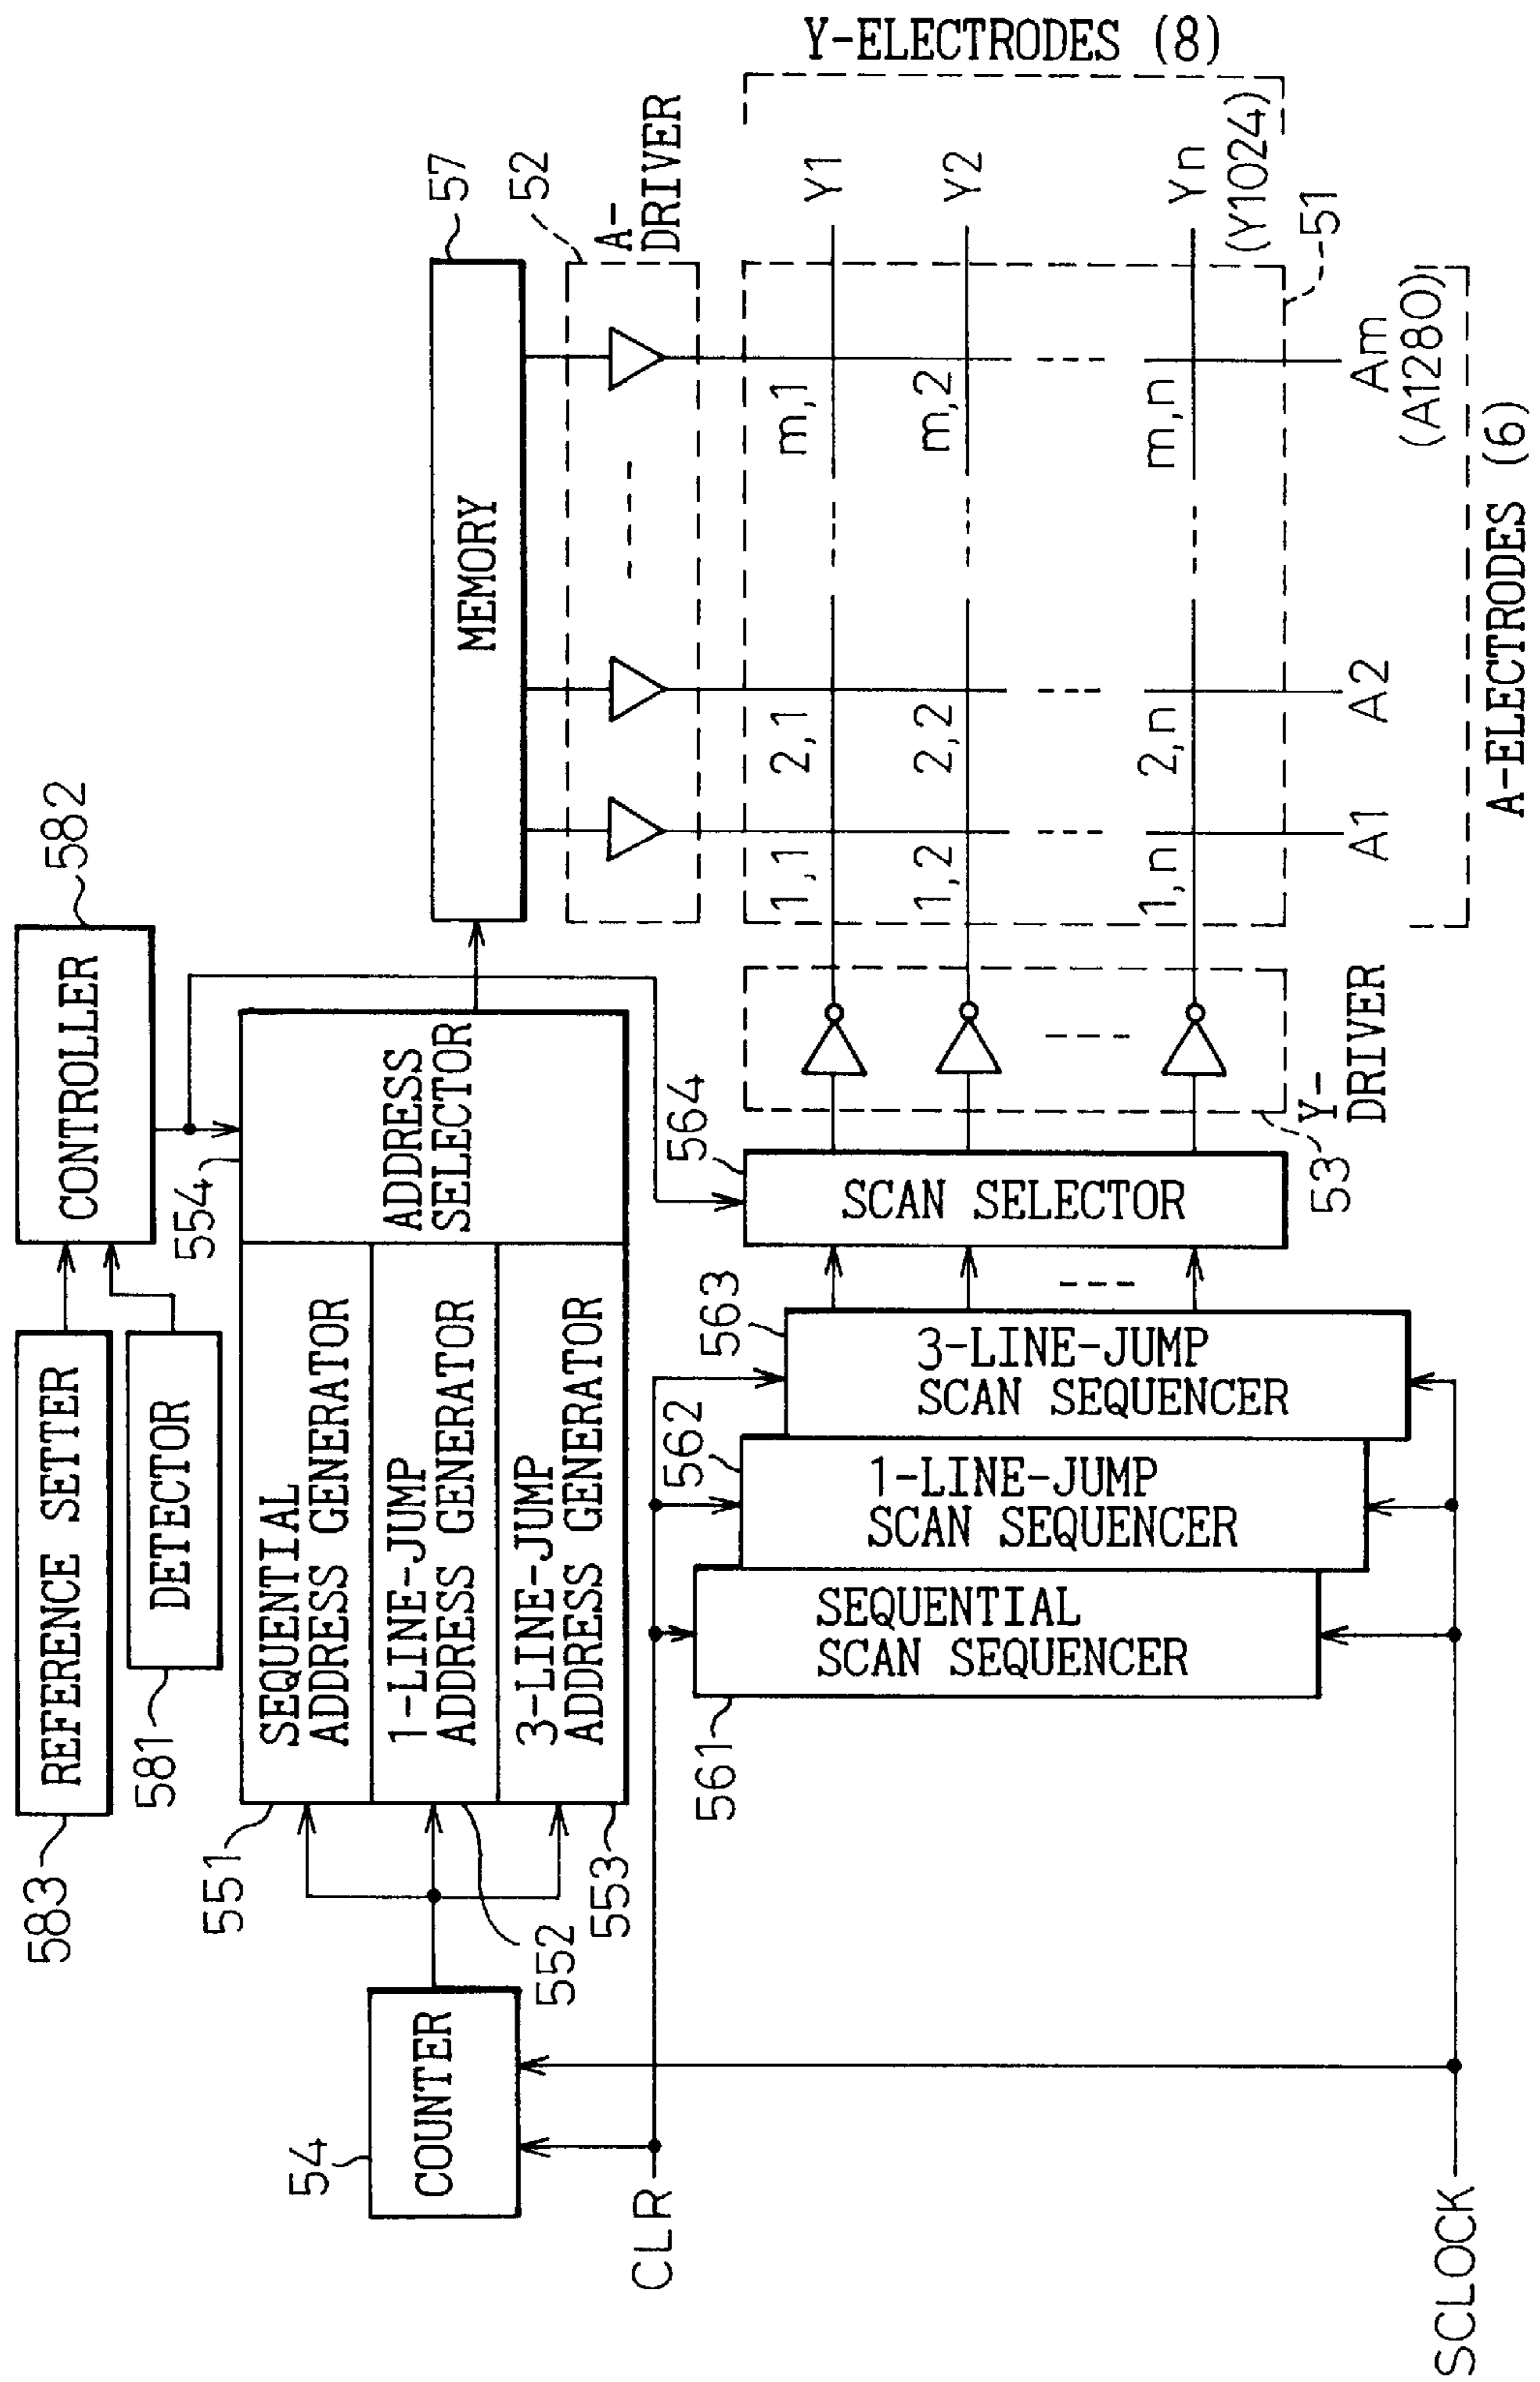 583
REFERENCE SETTER
581
DETECTOR
CONTROLLER
582
554
551
SEQUENTIAL
ADDRESS GENERATOR
552
1-LINE-JUMP
ADDRESS GENERATOR
553
3-LINE-JUMP
ADDRESS GENERATOR
ADDRESS
SELECTOR
54
COUNTER
MEMORY
57
52
A-
DRIVER
CLR
SCLOCK
561
SEQUENTIAL
SCAN SEQUENCER
562
1-LINE-JUMP
SCAN SEQUENCER
563
3-LINE-JUMP
SCAN SEQUENCER
564
SCAN SELECTOR
53
Y-
DRIVER
1,1 2,1 m,1
1,2 2,2 m,2
1,n 2,n m,n
Y-ELECTRODES (8)
Y1
Y2
Yn
(Y1024)
51
A1 A2 Am
(A1280)
A-ELECTRODES (6)